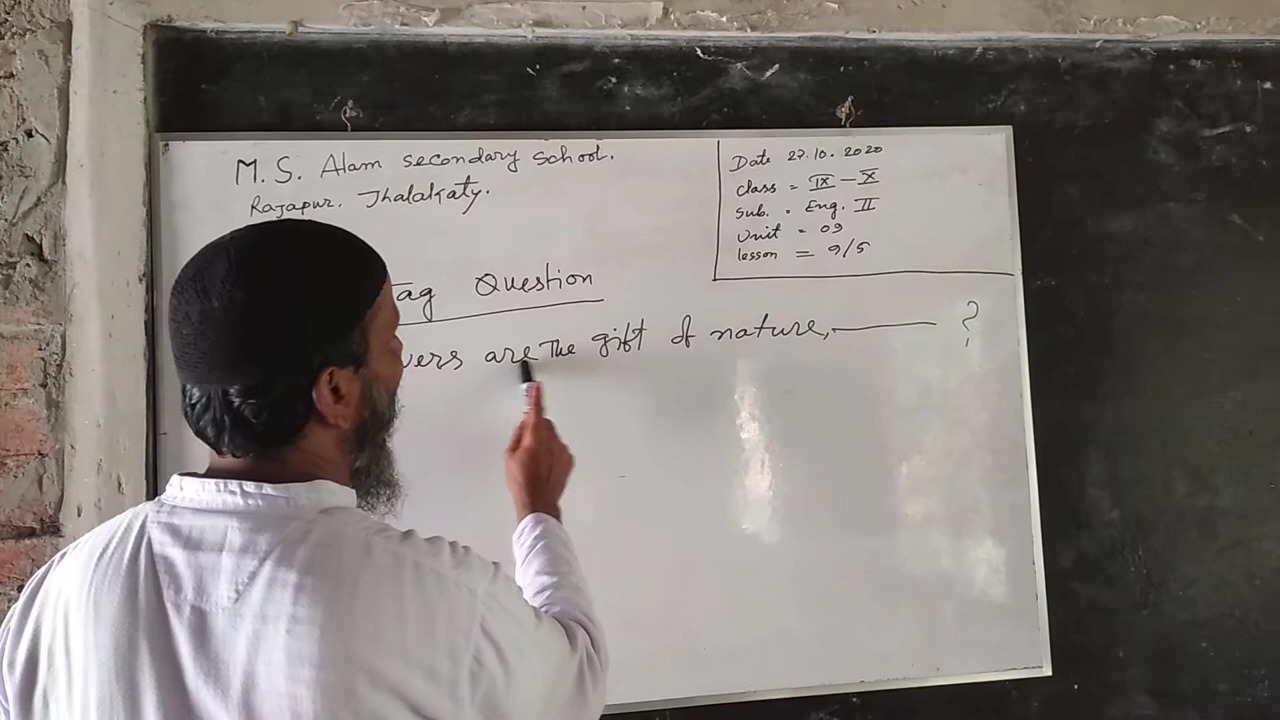 M. S. Alam secondary school.
Rajapur. Jhalakaty.
Date 27.10.2020
class = IX - X
Sub. = Eng. II
Unit = 09
lesson = 9/5
Tag Question
vers are the gift of nature, ——— ?